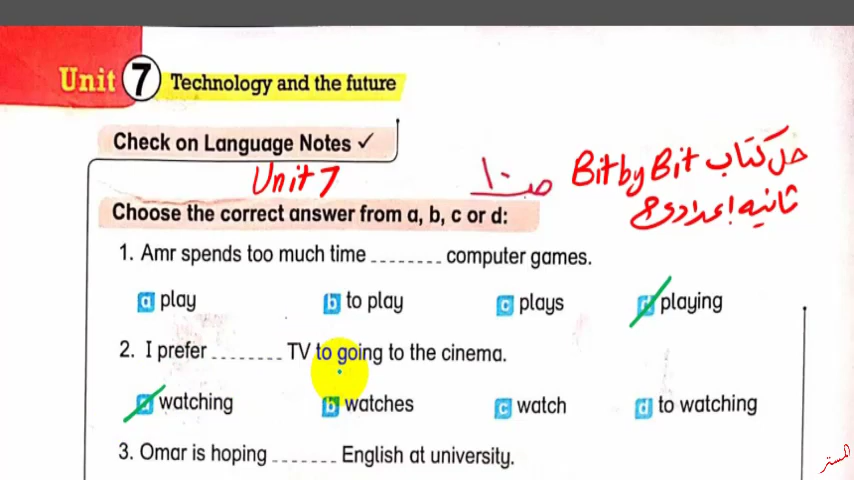 Unit 7 Technology and the future
Check on Language Notes ✓
Unit 7
صـ١٠
حل كتاب Bit by Bit
ثانيه إعدادى
Choose the correct answer from a, b, c or d:
1. Amr spends too much time ........ computer games.
a play b to play c plays d playing
2. I prefer ........ TV to going to the cinema.
a watching b watches c watch d to watching
3. Omar is hoping ....... English at university.
المستر